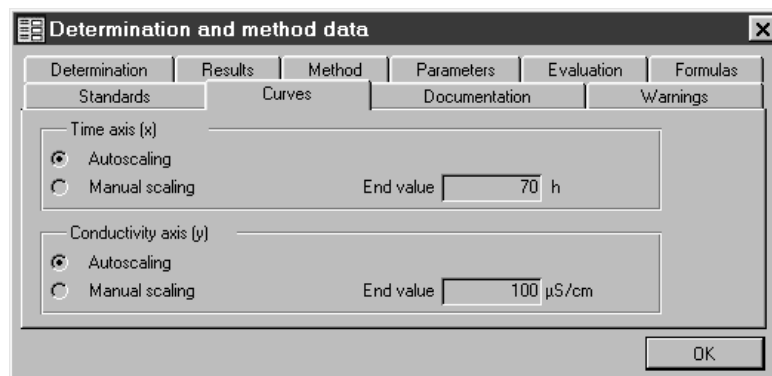 Determination and method data
Determination Results Method Parameters Evaluation Formulas
Standards Curves Documentation Warnings
Time axis (x)
Autoscaling
Manual scaling End value 70 h
Conductivity axis (y)
Autoscaling
Manual scaling End value 100 µS/cm
OK